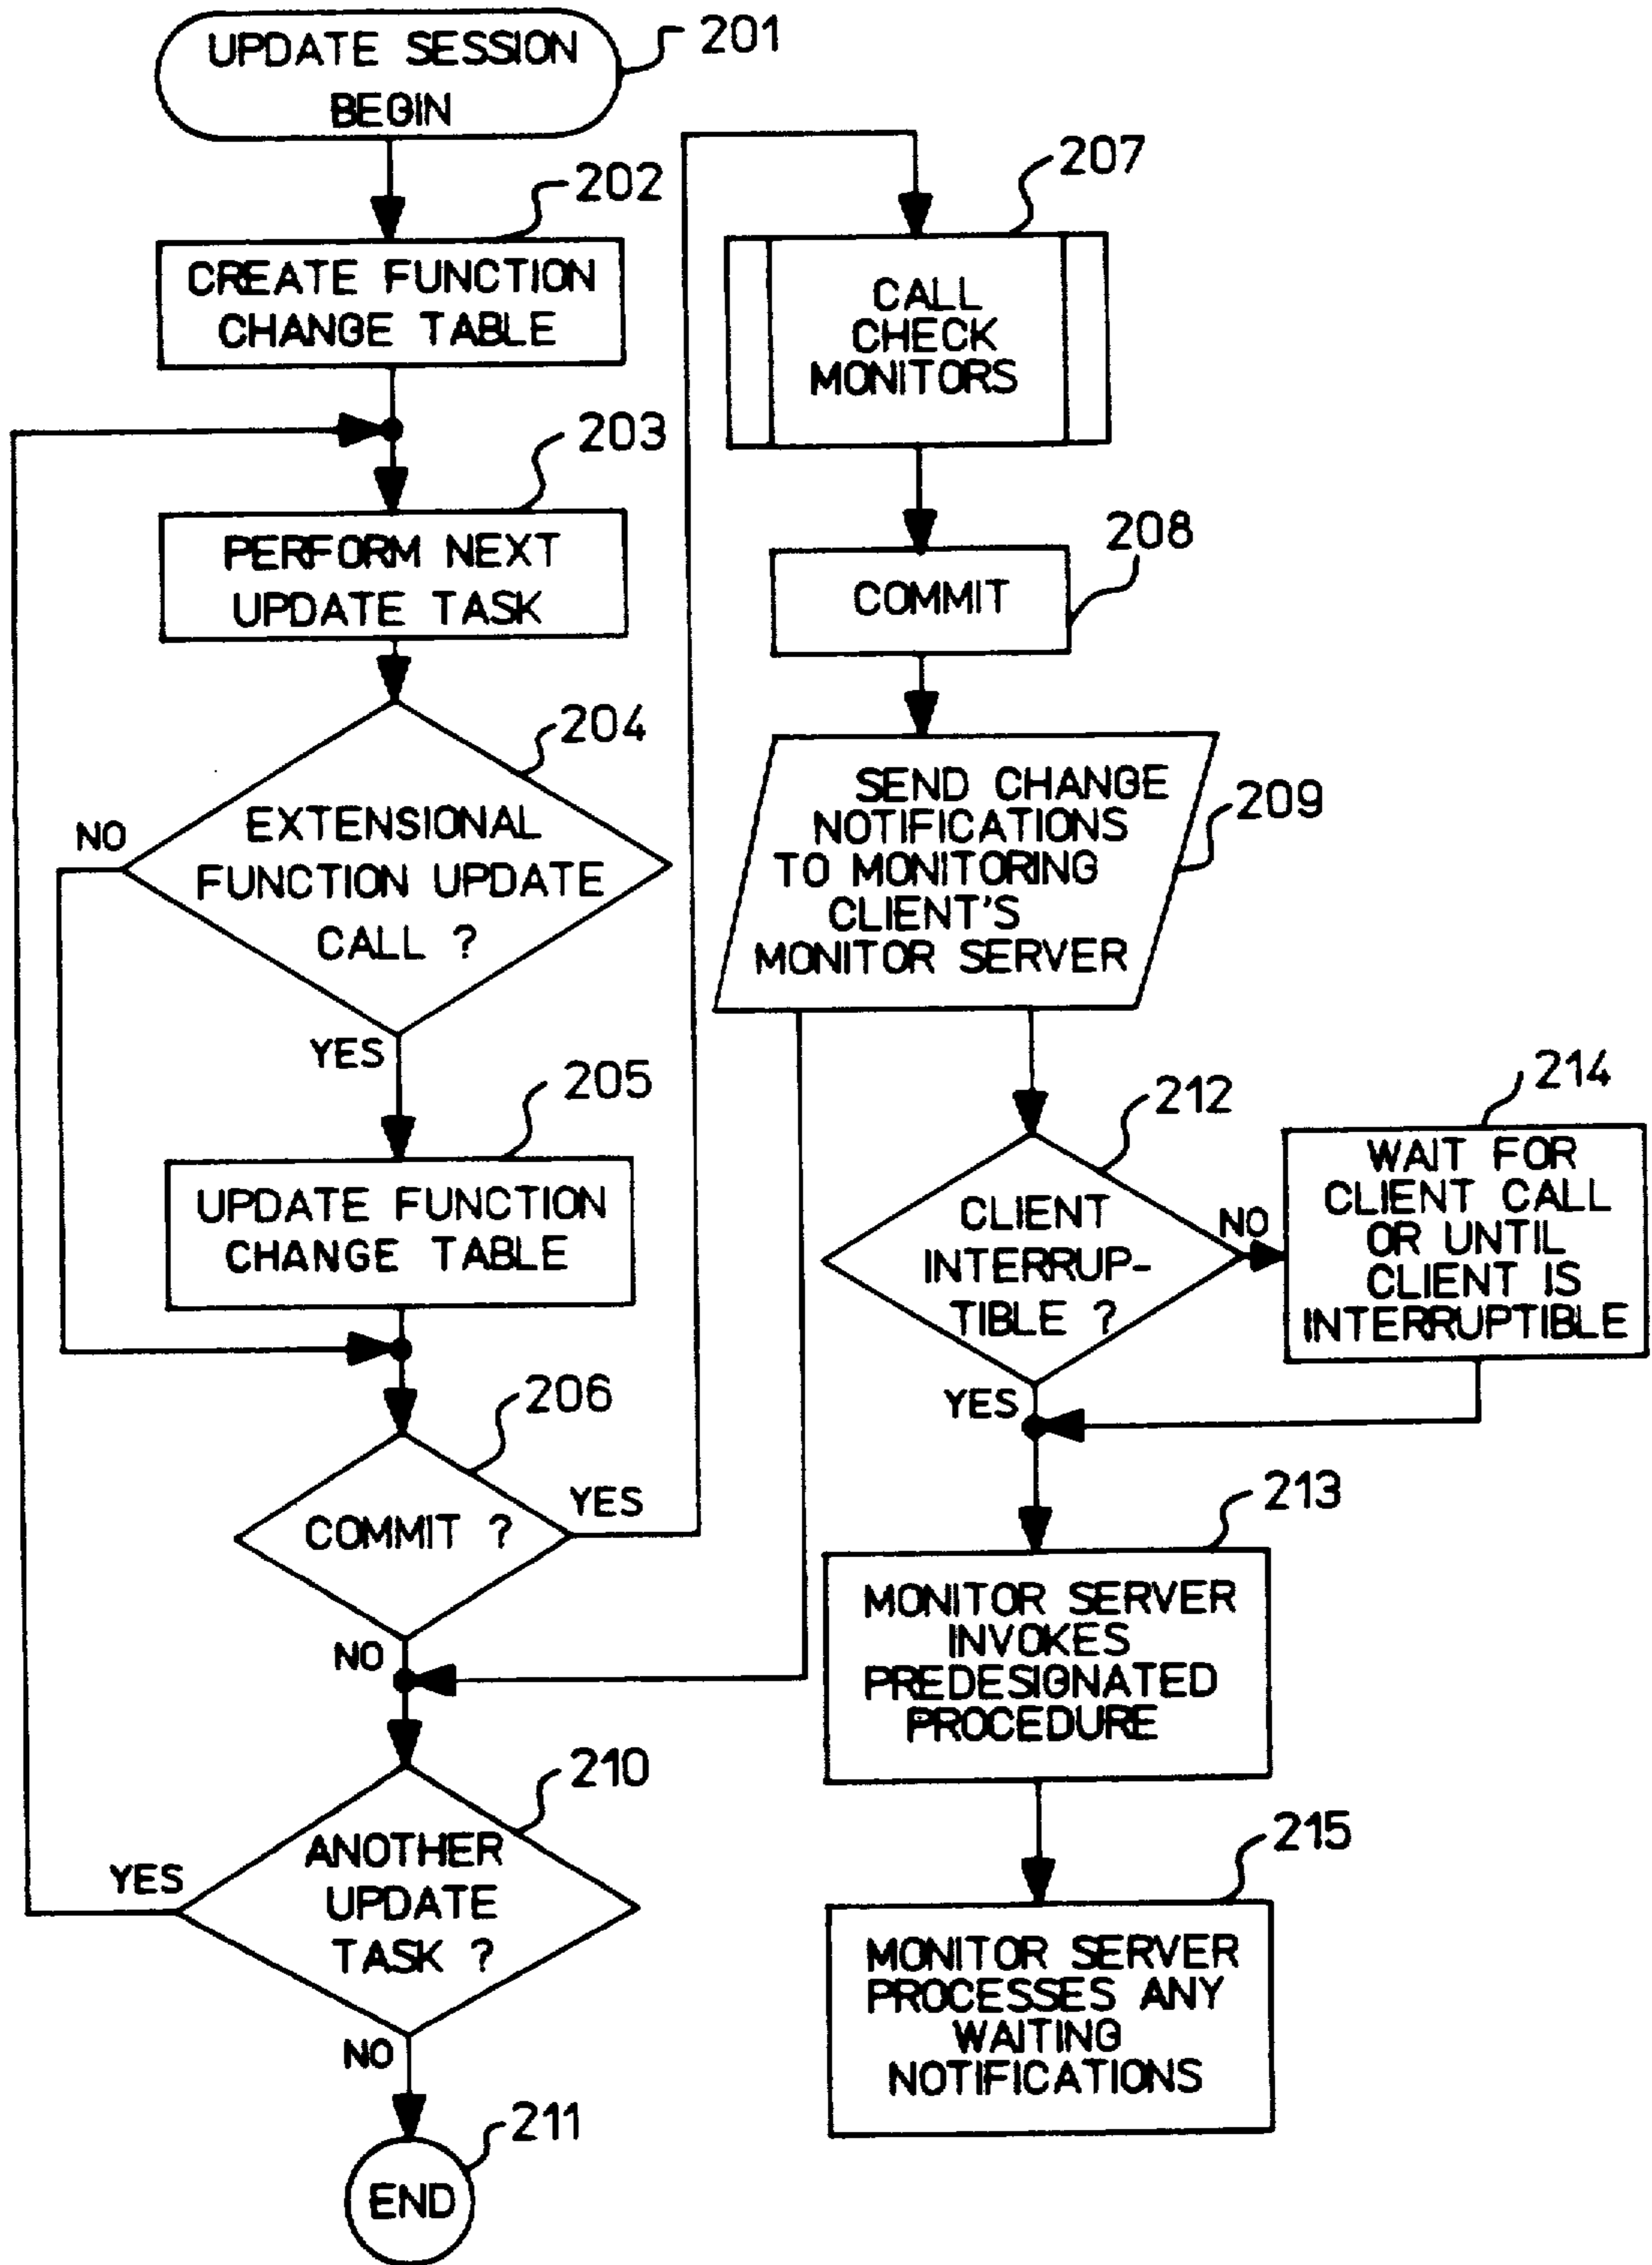 UPDATE SESSION
BEGIN
201
202
CREATE FUNCTION
CHANGE TABLE
203
PERFORM NEXT
UPDATE TASK
204
EXTENSIONAL
FUNCTION UPDATE
CALL ?
NO
YES
205
UPDATE FUNCTION
CHANGE TABLE
206
COMMIT ?
YES
NO
210
ANOTHER
UPDATE
TASK ?
YES
NO
211
END
207
CALL
CHECK
MONITORS
208
COMMIT
SEND CHANGE
NOTIFICATIONS
TO MONITORING
CLIENT'S
MONITOR SERVER
209
212
CLIENT
INTERRUP-
TIBLE ?
NO
YES
214
WAIT FOR
CLIENT CALL
OR UNTIL
CLIENT IS
INTERRUPTIBLE
213
MONITOR SERVER
INVOKES
PREDESIGNATED
PROCEDURE
215
MONITOR SERVER
PROCESSES ANY
WAITING
NOTIFICATIONS